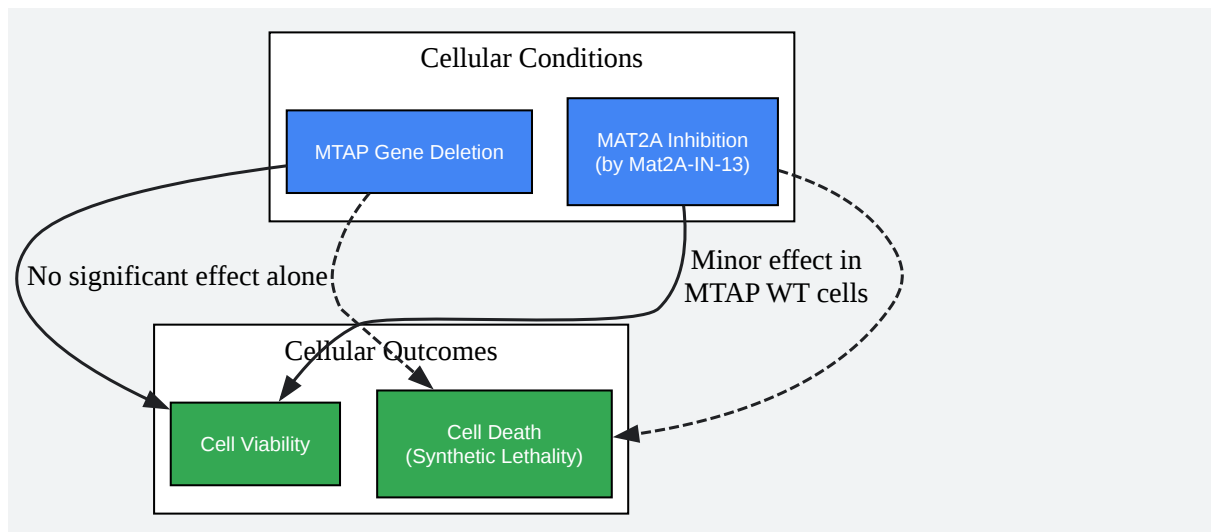 Cellular Conditions
MTAP Gene Deletion
MAT2A Inhibition
(by Mat2A-IN-13)
No significant effect alone
Minor effect in
MTAP WT cells
Cellular Outcomes
Cell Viability
Cell Death
(Synthetic Lethality)